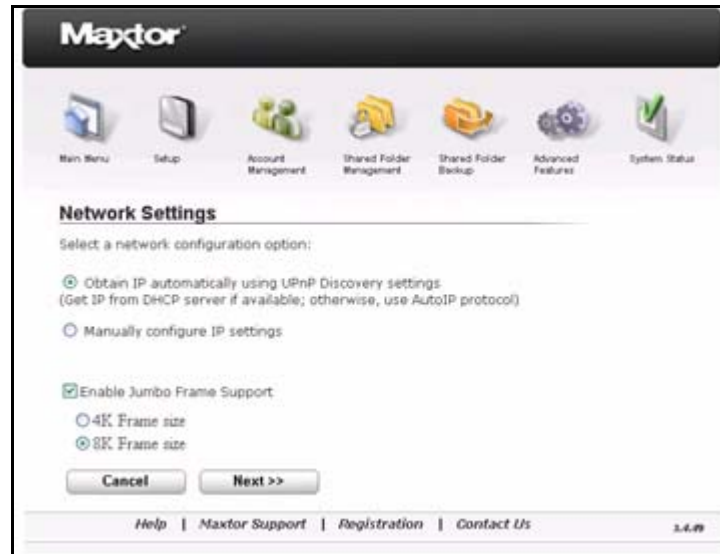 Maxtor
Main Menu
Setup
Account Management
Shared Folder Management
Shared Folder Backup
Advanced Features
System Status
Network Settings
Select a network configuration option:
Obtain IP automatically using UPnP Discovery settings
(Get IP from DHCP server if available; otherwise, use AutoIP protocol)
Manually configure IP settings
Enable Jumbo Frame Support
4K Frame size
8K Frame size
Cancel
Next >>
Help | Maxtor Support | Registration | Contact Us